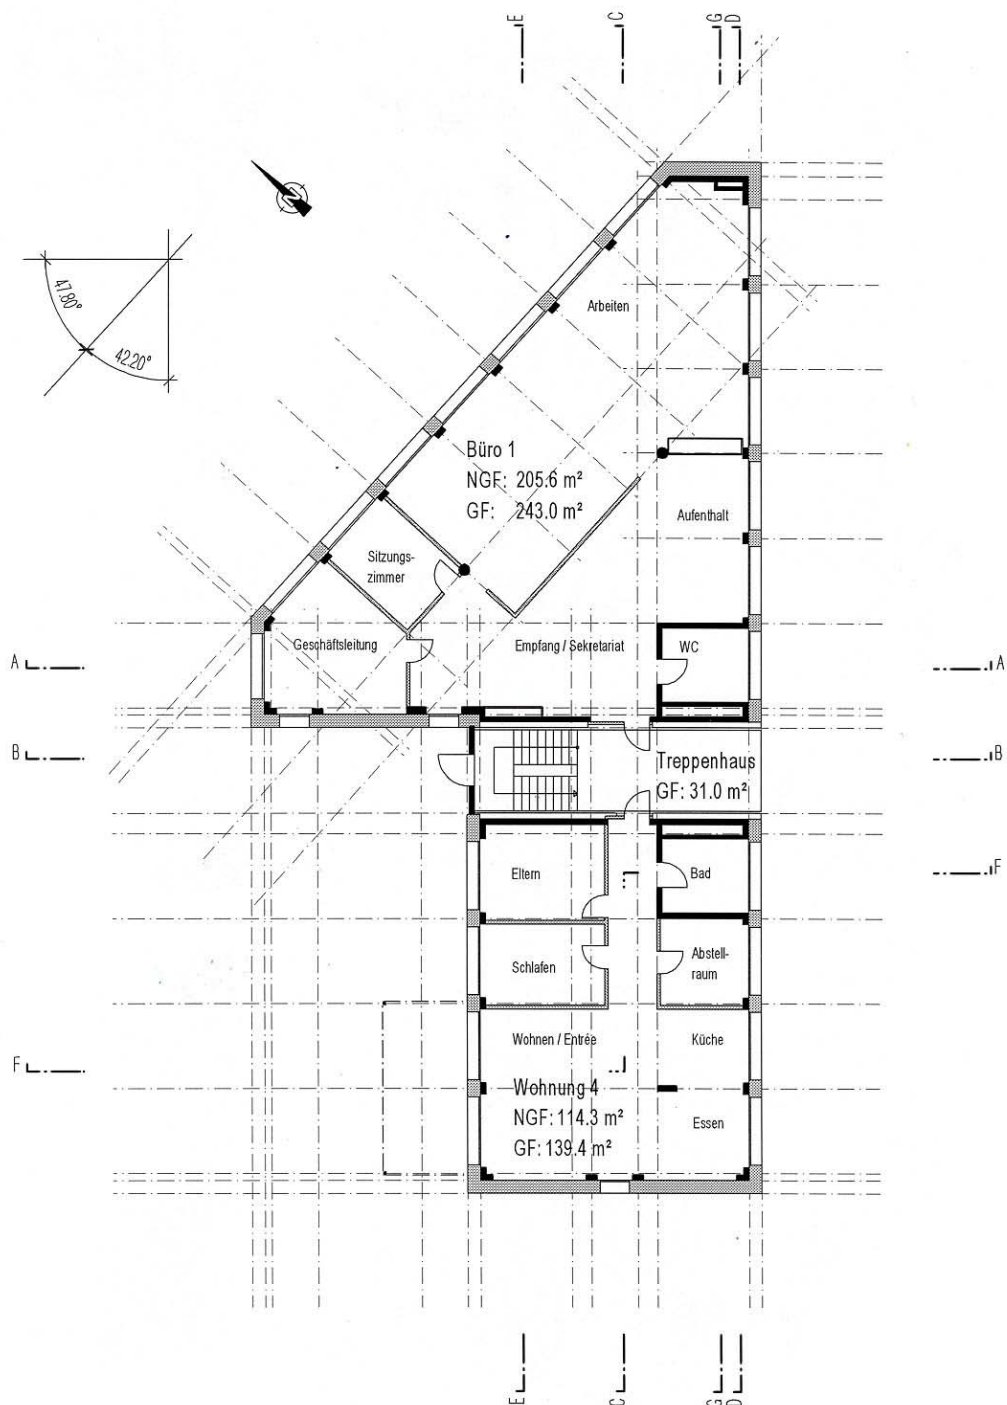 E
C
G
D
N
47.80°
42.20°
Arbeiten
Büro 1
NGF: 205.6 m²
GF: 243.0 m²
Aufenthalt
Sitzungs-
zimmer
Geschäftsleitung
Empfang / Sekretariat
WC
A
A
B
B
Treppenhaus
GF: 31.0 m²
Eltern
Bad
F
Schlafen
Abstell-
raum
Wohnen / Entrée
Küche
F
Wohnung 4
NGF: 114.3 m²
GF: 139.4 m²
Essen
E
C
G
D